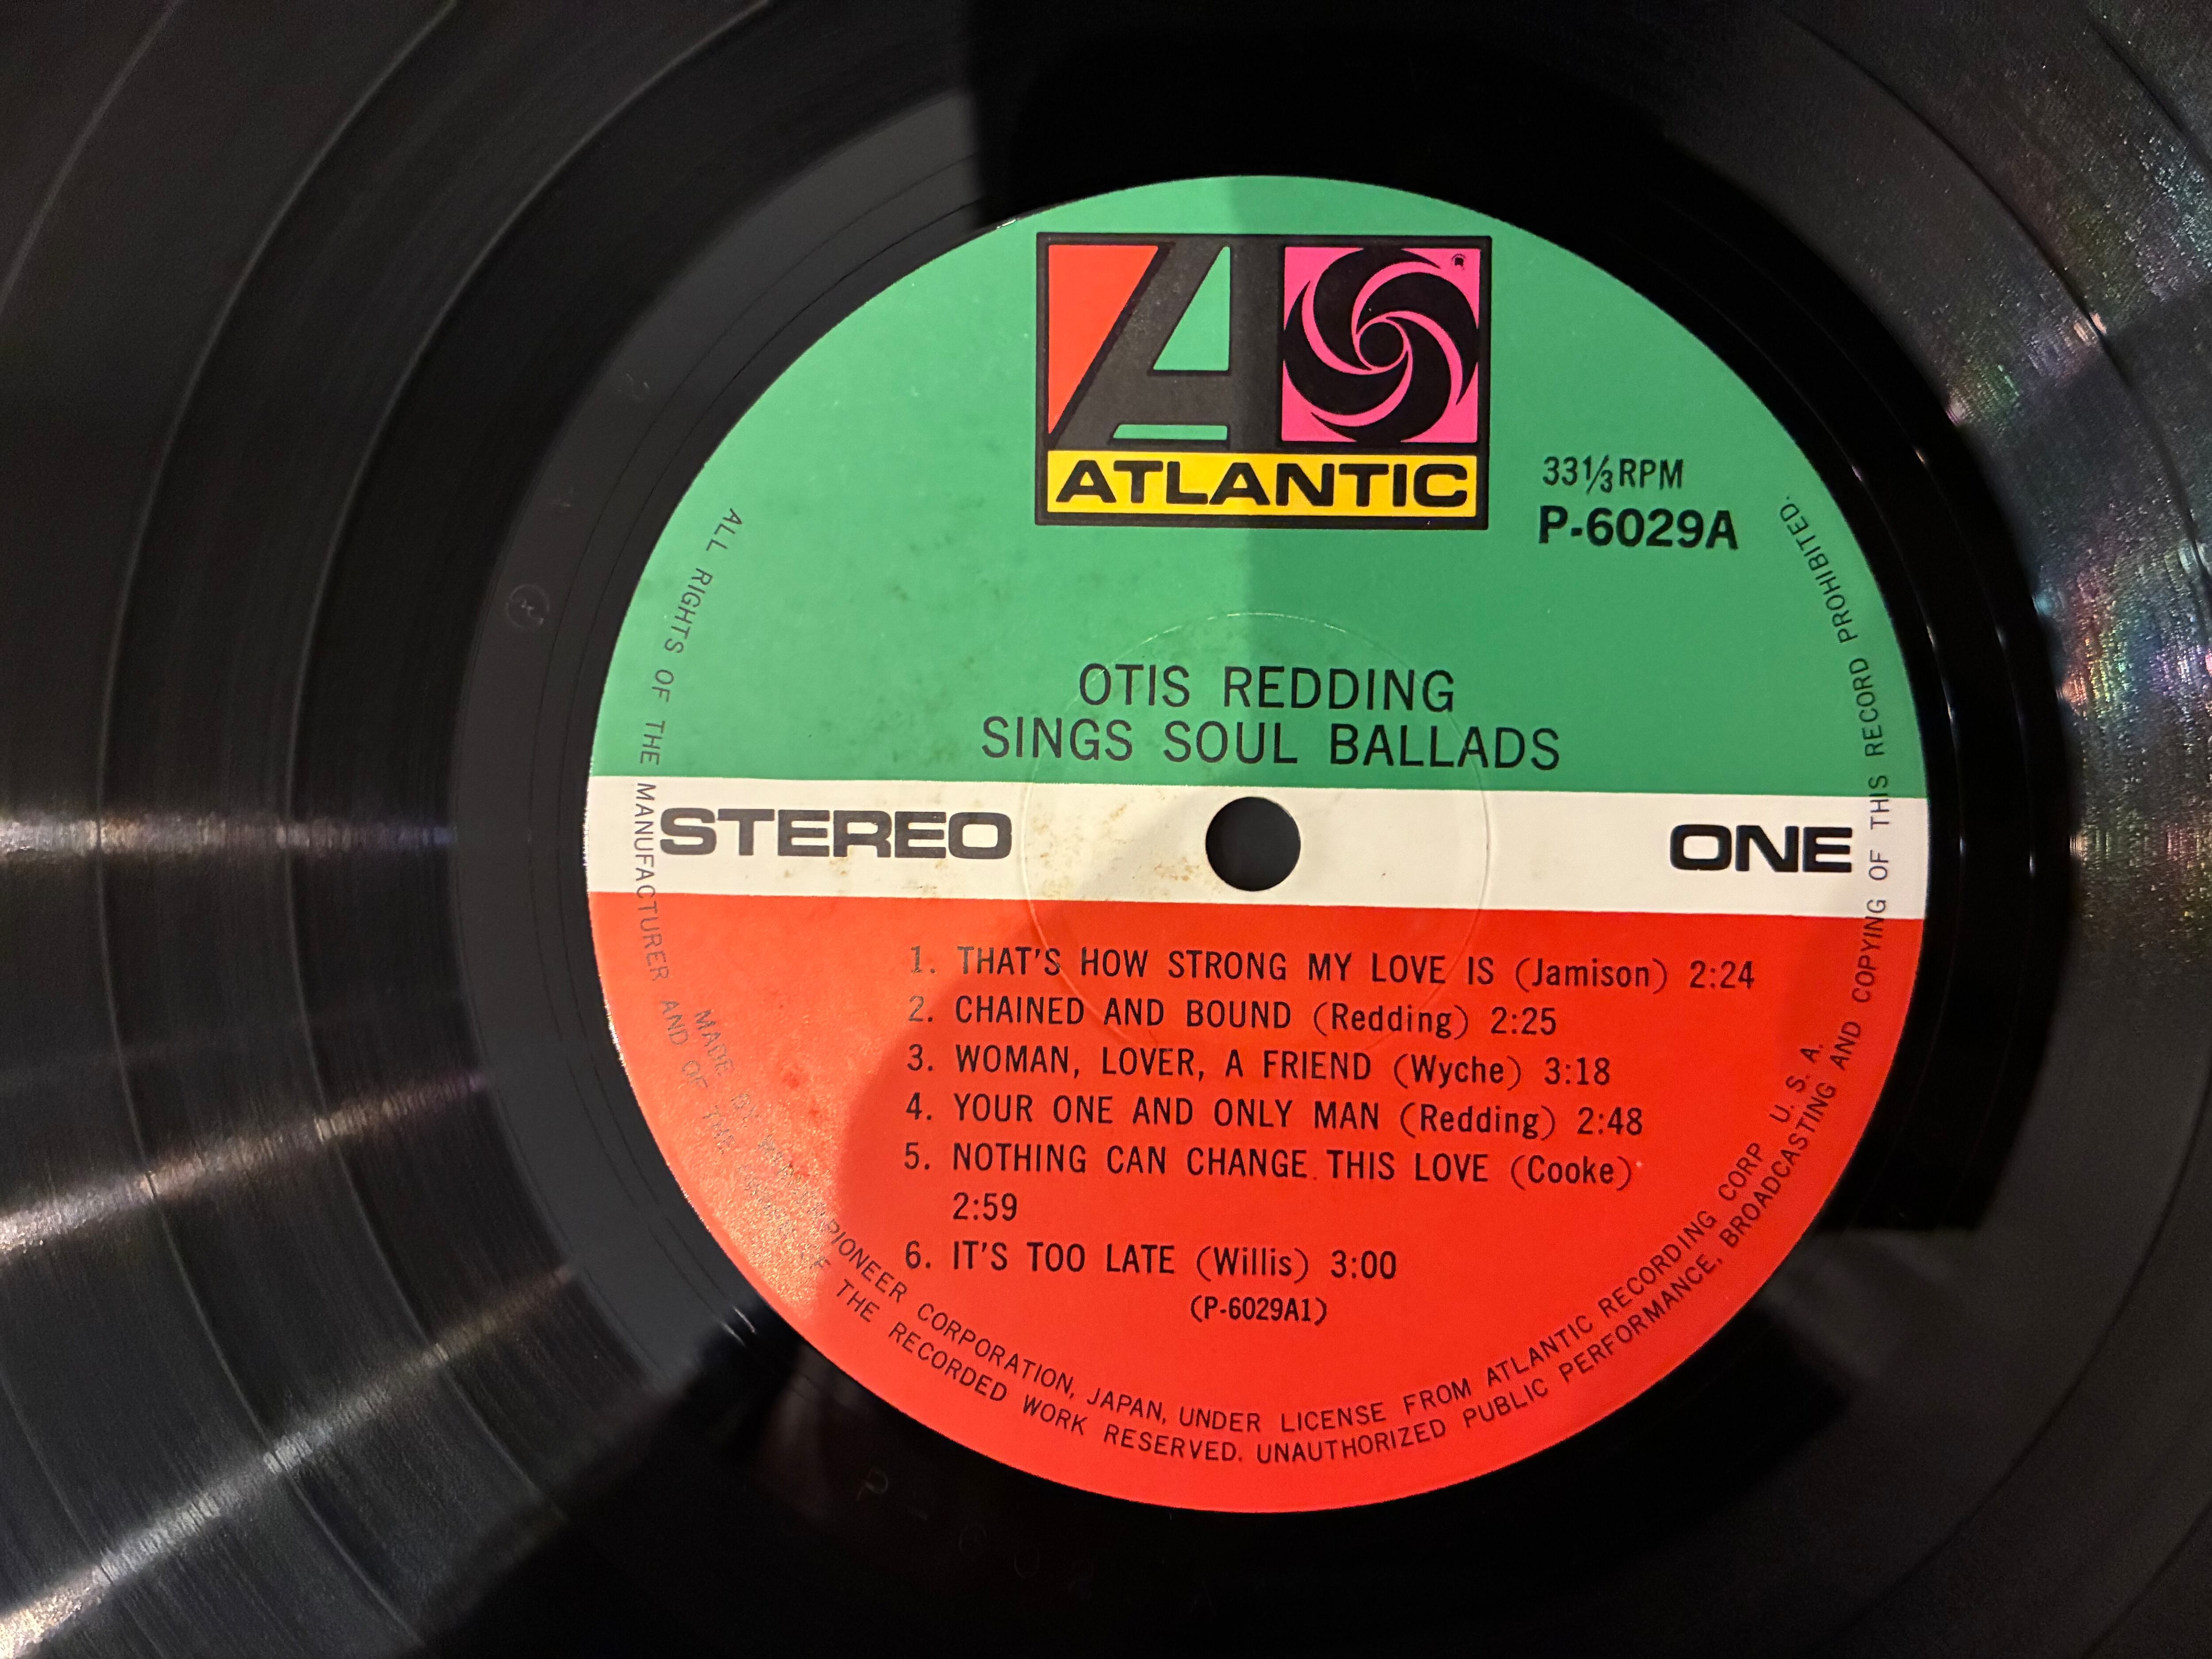 ATLANTIC
33⅓ RPM
P-6029A
OTIS REDDING
SINGS SOUL BALLADS
STEREO
ONE
1. THAT'S HOW STRONG MY LOVE IS (Jamison) 2:24
2. CHAINED AND BOUND (Redding) 2:25
3. WOMAN, LOVER, A FRIEND (Wyche) 3:18
4. YOUR ONE AND ONLY MAN (Redding) 2:48
5. NOTHING CAN CHANGE THIS LOVE (Cooke)
2:59
6. IT'S TOO LATE (Willis) 3:00
(P-6029A1)
MADE BY PIONEER CORPORATION, JAPAN, UNDER LICENSE FROM ATLANTIC RECORDING CORP U. S. A.
ALL RIGHTS OF THE MANUFACTURER AND OF THE OF THE RECORDED WORK RESERVED. UNAUTHORIZED PUBLIC PERFORMANCE, BROADCASTING AND COPYING OF THIS RECORD PROHIBITED.